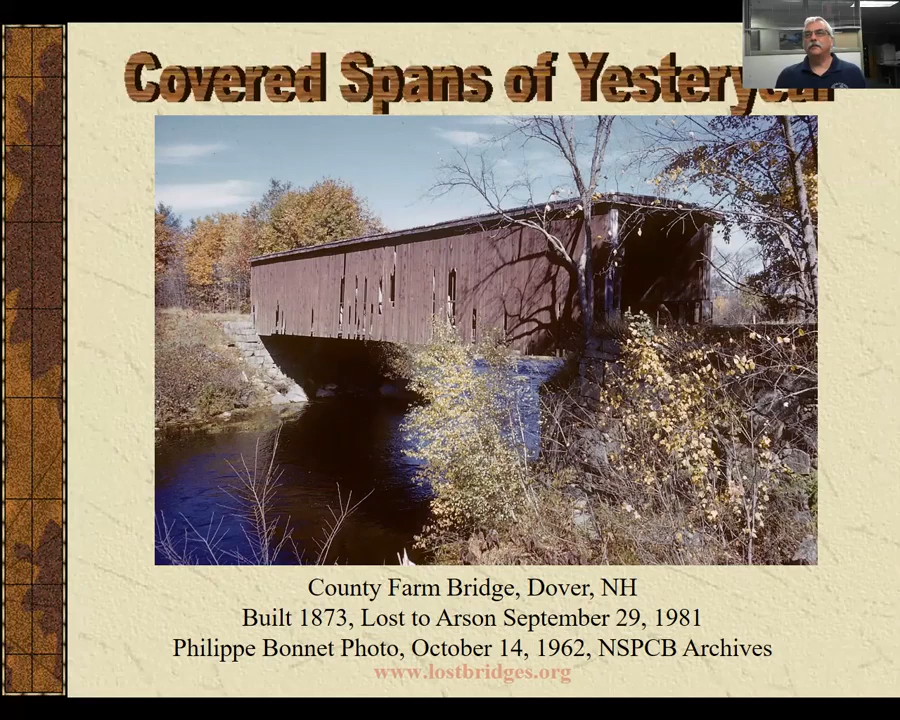 Covered Spans of Yesteryear
County Farm Bridge, Dover, NH
Built 1873, Lost to Arson September 29, 1981
Philippe Bonnet Photo, October 14, 1962, NSPCB Archives
www.lostbridges.org